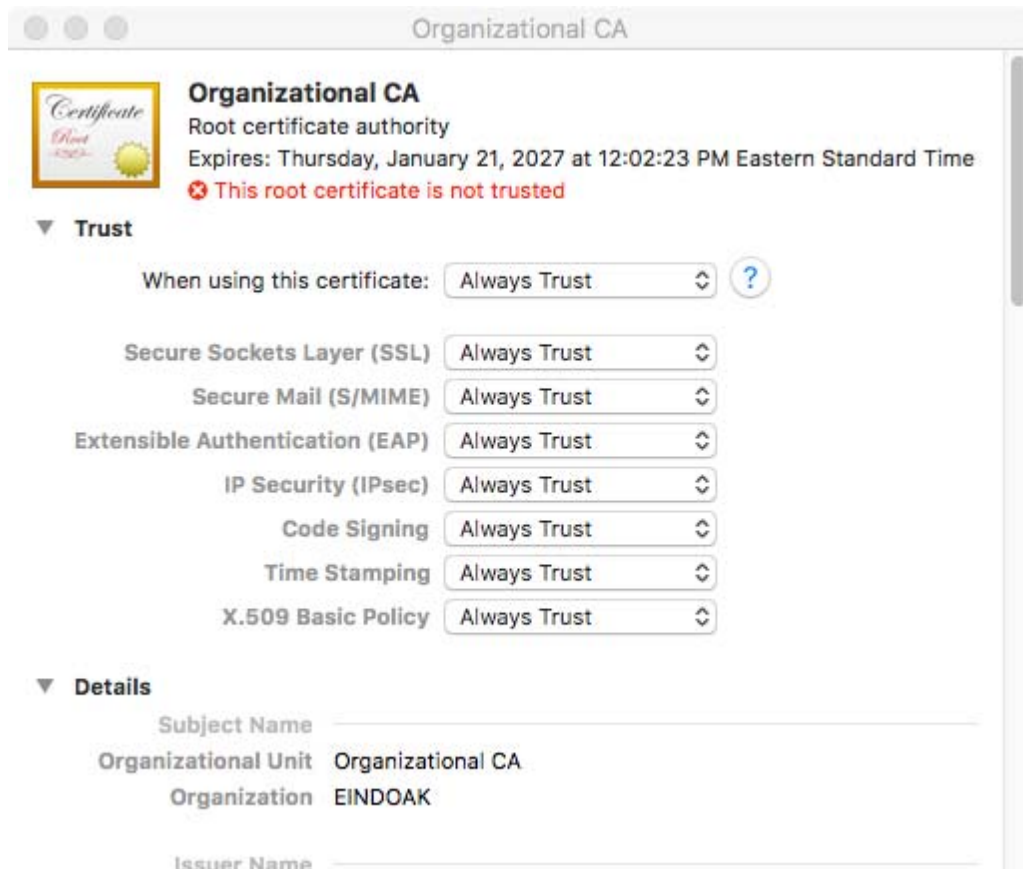 Organizational CA
Certificate
Root
Organizational CA
Root certificate authority
Expires: Thursday, January 21, 2027 at 12:02:23 PM Eastern Standard Time
This root certificate is not trusted
Trust
When using this certificate: Always Trust ?
Secure Sockets Layer (SSL) Always Trust
Secure Mail (S/MIME) Always Trust
Extensible Authentication (EAP) Always Trust
IP Security (IPsec) Always Trust
Code Signing Always Trust
Time Stamping Always Trust
X.509 Basic Policy Always Trust
Details
Subject Name
Organizational Unit Organizational CA
Organization EINDOAK
Issuer Name